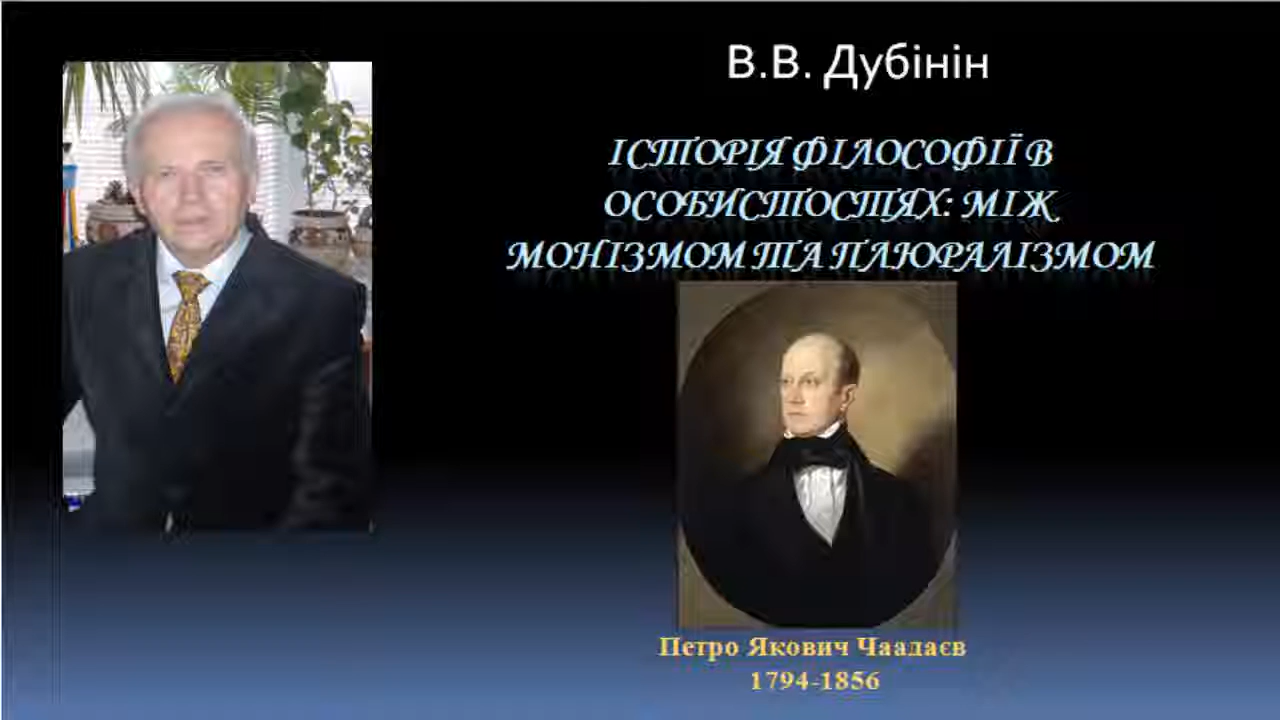 В.В. Дубінін
ІСТОРІЯ ФІЛОСОФІЇ В
ОСОБИСТОСТЯХ: МІЖ
МОНІЗМОМ ТА ПЛЮРАЛІЗМОМ
Петро Якович Чаадаєв
1794-1856